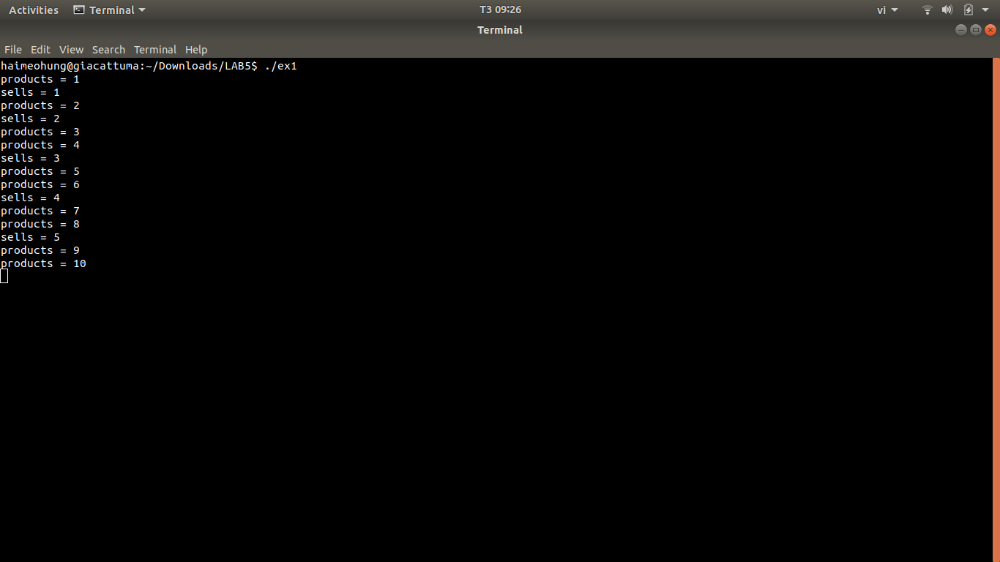 Activities Terminal T3 09:26 vi
Terminal
File Edit View Search Terminal Help
haimeohung@giacattuma:~/Downloads/LAB5$ ./ex1
products = 1
sells = 1
products = 2
sells = 2
products = 3
products = 4
sells = 3
products = 5
products = 6
sells = 4
products = 7
products = 8
sells = 5
products = 9
products = 10